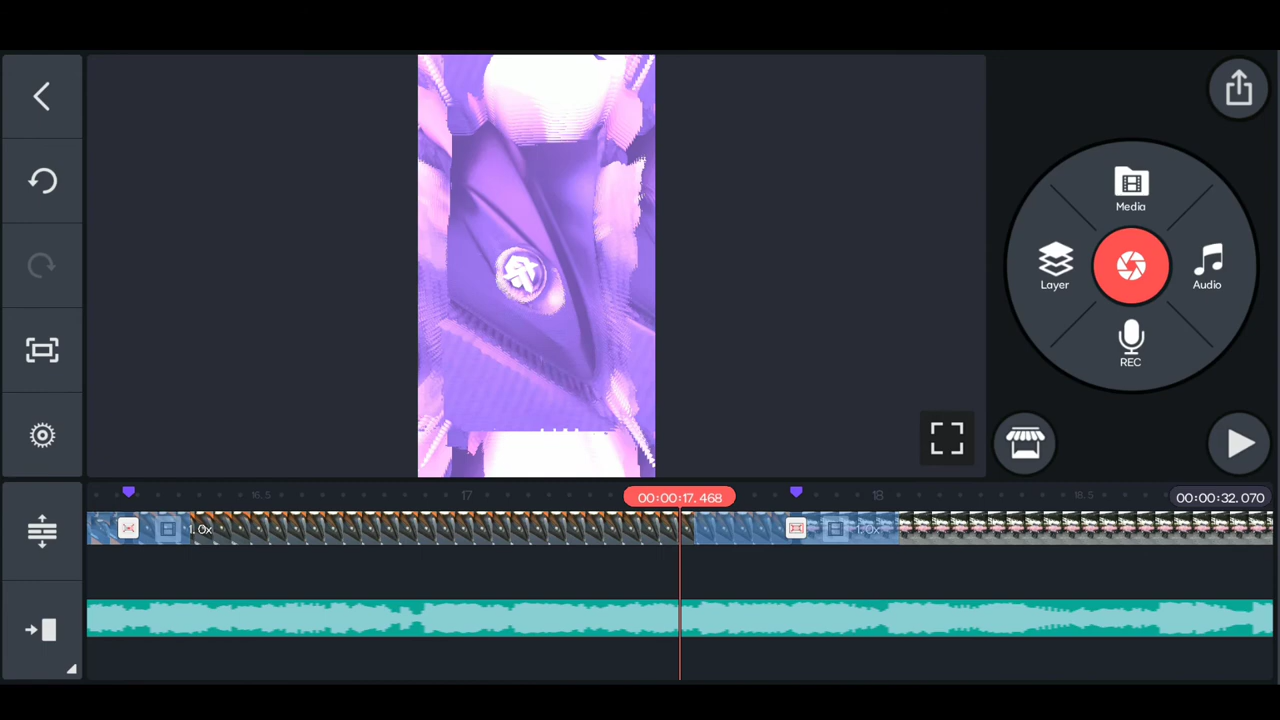 Media
Layer
Audio
REC
16.5
17
00:00:17.468
18
18.5
00:00:32.070
1.0x
1.0x